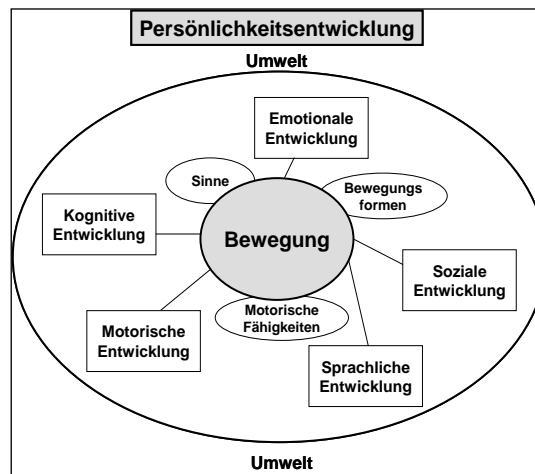 Persönlichkeitsentwicklung
Umwelt
Emotionale
Entwicklung
Sinne
Bewegungs
formen
Kognitive
Entwicklung
Bewegung
Soziale
Entwicklung
Motorische
Fähigkeiten
Motorische
Entwicklung
Sprachliche
Entwicklung
Umwelt